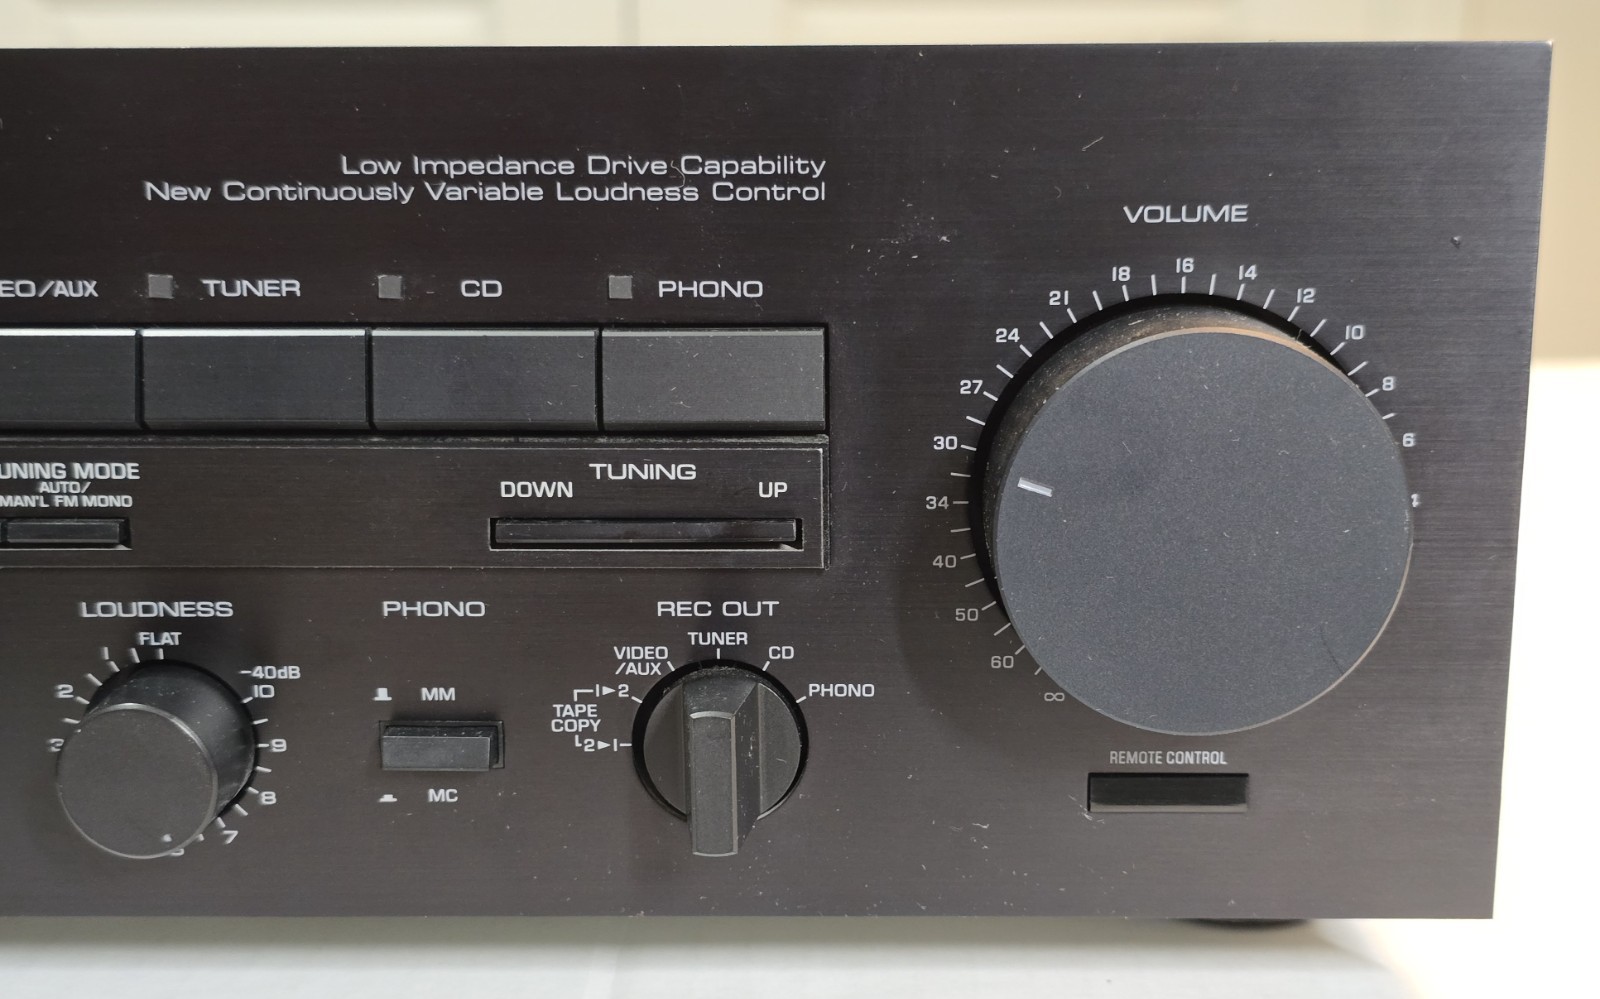 Low Impedance Drive Capability
New Continuously Variable Loudness Control
EO/AUX
TUNER
CD
PHONO
UNING MODE
AUTO/
MAN'L FM MONO
TUNING
DOWN
UP
LOUDNESS
FLAT
1
2
3
7
8
9
10
-40dB
PHONO
MM
MC
REC OUT
TUNER
VIDEO
/AUX
CD
PHONO
1►2
TAPE
COPY
2►1
VOLUME
∞
60
50
40
34
30
27
24
21
18
16
14
12
10
8
6
REMOTE CONTROL